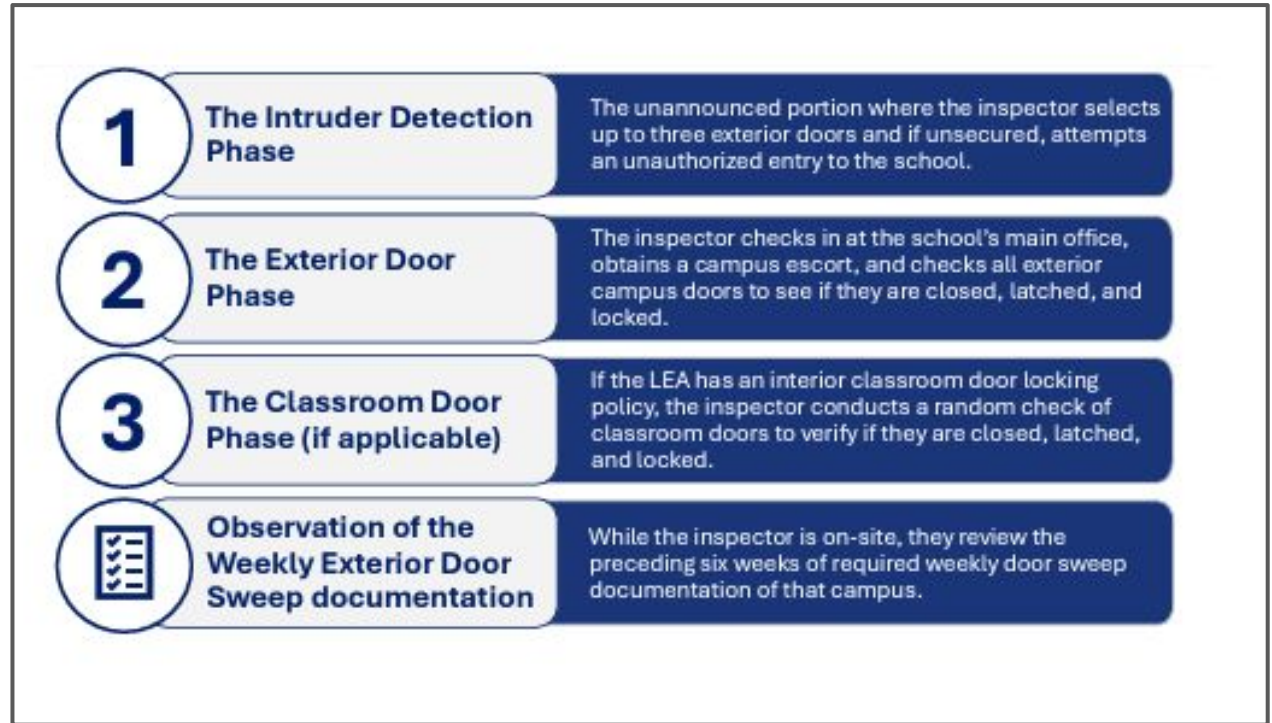 1
The Intruder Detection
Phase
The unannounced portion where the inspector selects
up to three exterior doors and if unsecured, attempts
an unauthorized entry to the school.
2
The Exterior Door
Phase
The inspector checks in at the school's main office,
obtains a campus escort, and checks all exterior
campus doors to see if they are closed, latched, and
locked.
3
The Classroom Door
Phase (if applicable)
If the LEA has an interior classroom door locking
policy, the inspector conducts a random check of
classroom doors to verify if they are closed, latched,
and locked.
Observation of the
Weekly Exterior Door
Sweep documentation
While the inspector is on-site, they review the
preceding six weeks of required weekly door sweep
documentation of that campus.